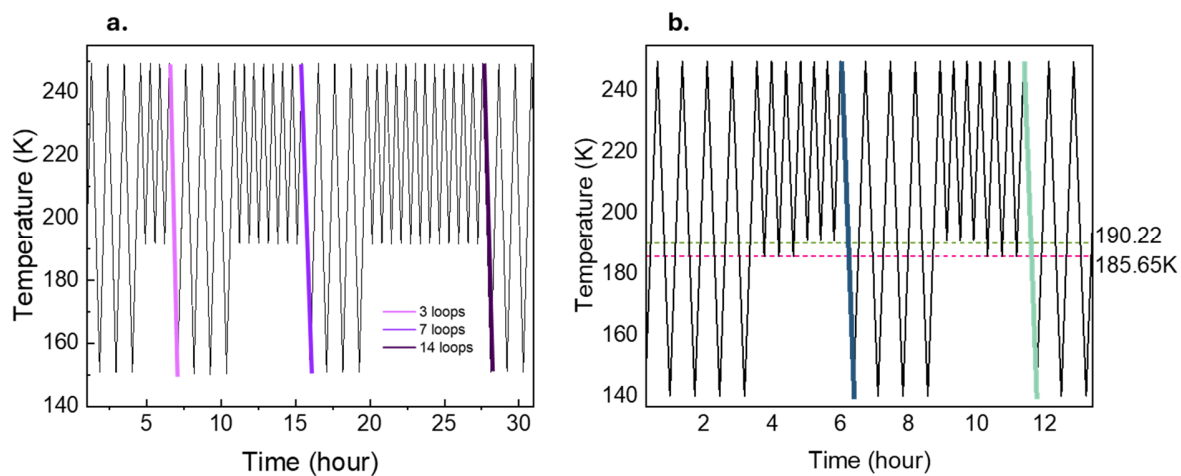 a.
Temperature (K)
240
220
200
180
160
140
3 loops
7 loops
14 loops
5 10 15 20 25 30
Time (hour)
b.
Temperature (K)
240
220
200
180
160
140
190.22
185.65K
2 4 6 8 10 12
Time (hour)